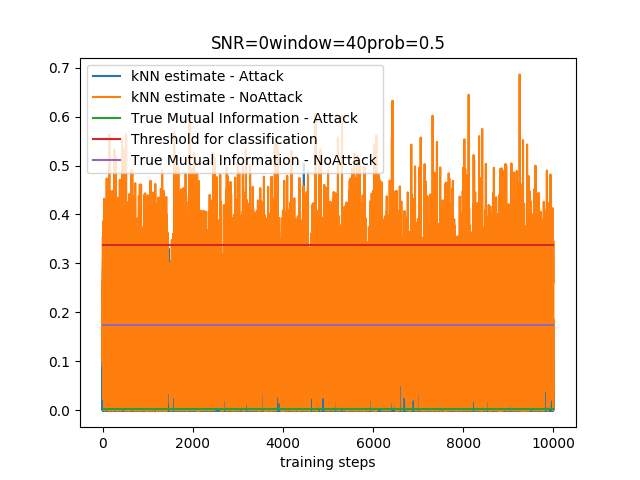 SNR=0window=40prob=0.5
0.7
0.6
0.5
0.4
0.3
0.2
0.1
0.0
kNN estimate - Attack
kNN estimate - NoAttack
True Mutual Information - Attack
Threshold for classification
True Mutual Information - NoAttack
0 2000 4000 6000 8000 10000
training steps